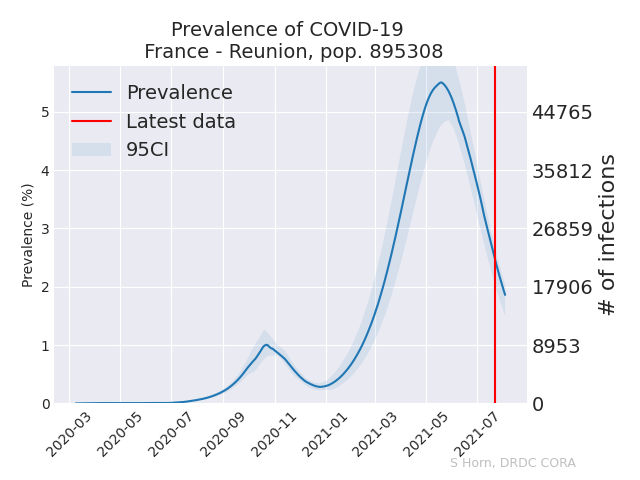 Prevalence of COVID-19
France - Reunion, pop. 895308
Prevalence
Latest data
95CI
Prevalence (%)
5
4
3
2
1
0
44765
35812
26859
17906
8953
0
# of infections
2020-03
2020-05
2020-07
2020-09
2020-11
2021-01
2021-03
2021-05
2021-07
S Horn, DRDC CORA